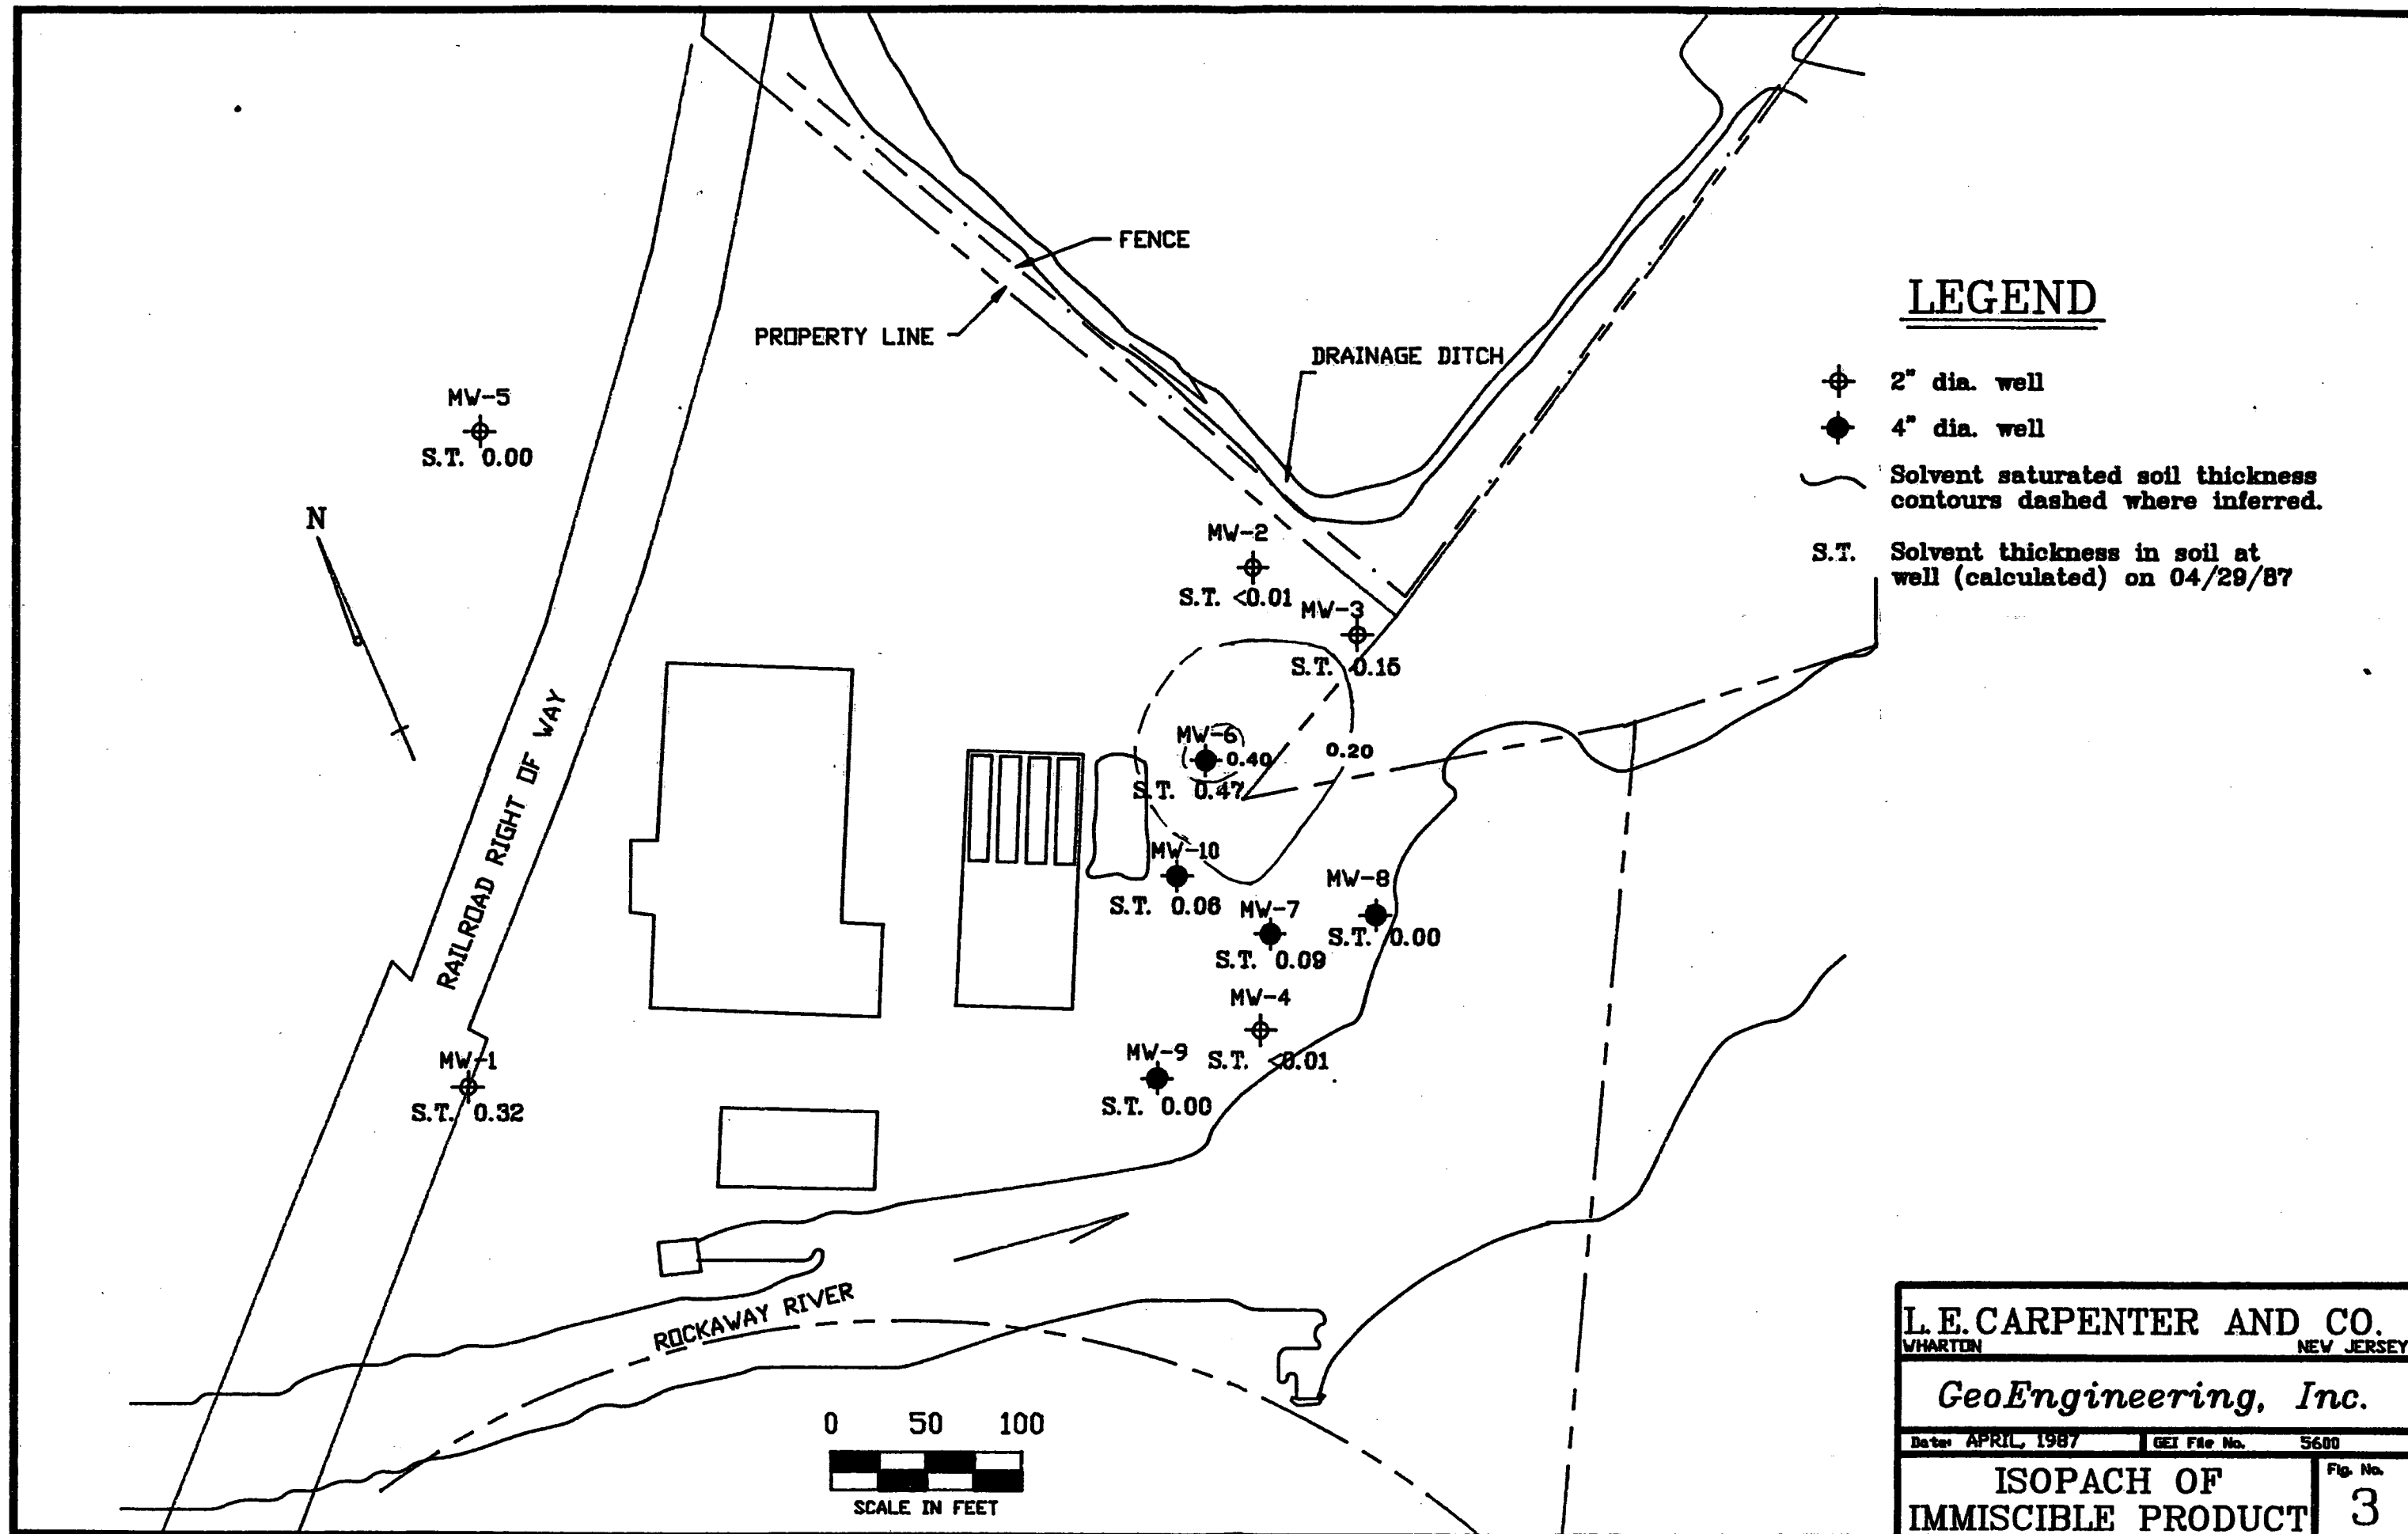 FENCE
PROPERTY LINE
DRAINAGE DITCH
LEGEND
2" dia. well
4" dia. well
Solvent saturated soil thickness
contours dashed where inferred.
S.T. Solvent thickness in soil at
well (calculated) on 04/29/87
MW-5
S.T. 0.00
N
MW-2
S.T. <0.01
MW-3
S.T. 0.15
RAILROAD RIGHT OF WAY
MW-6
0.40
0.20
S.T. 0.47
MW-10
S.T. 0.06
MW-8
S.T. 0.00
MW-7
S.T. 0.09
MW-4
S.T. <0.01
MW-9
S.T. 0.00
MW-1
S.T. 0.32
ROCKAWAY RIVER
0 50 100
SCALE IN FEET
L.E.CARPENTER AND CO.
WHARTON NEW JERSEY
GeoEngineering, Inc.
Date: APRIL, 1987 GEI File No. 5600
ISOPACH OF
IMMISCIBLE PRODUCT
Fig. No.
3